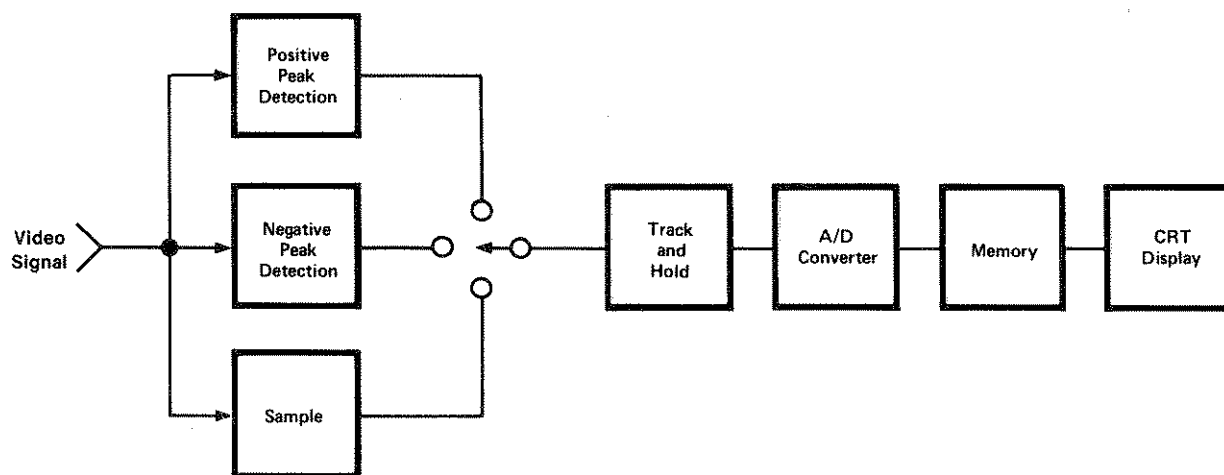 Positive
Peak
Detection
Video
Signal
Negative
Peak
Detection
Sample
Track
and
Hold
A/D
Converter
Memory
CRT
Display